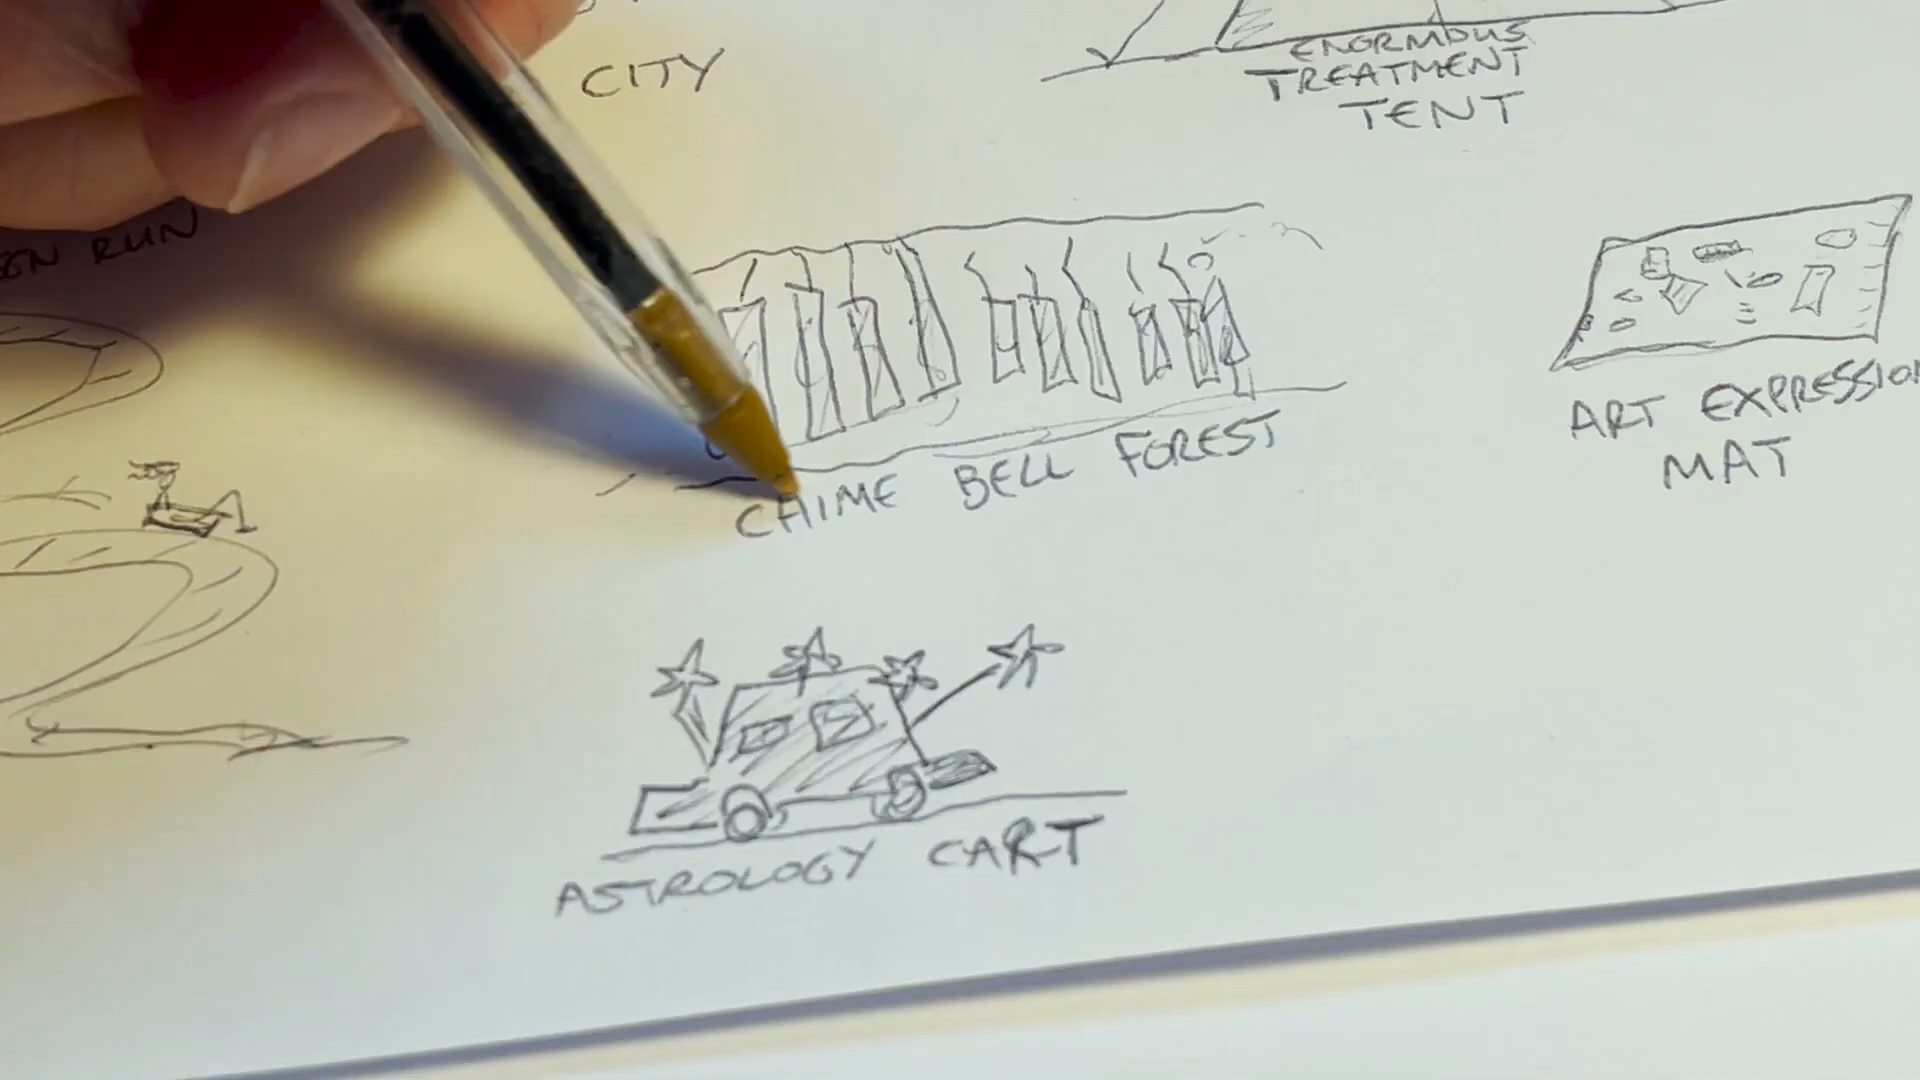 CITY
ENORMOUS
TREATMENT
TENT
RUN
CHIME BELL FOREST
ART EXPRESSION
MAT
ASTROLOGY CART